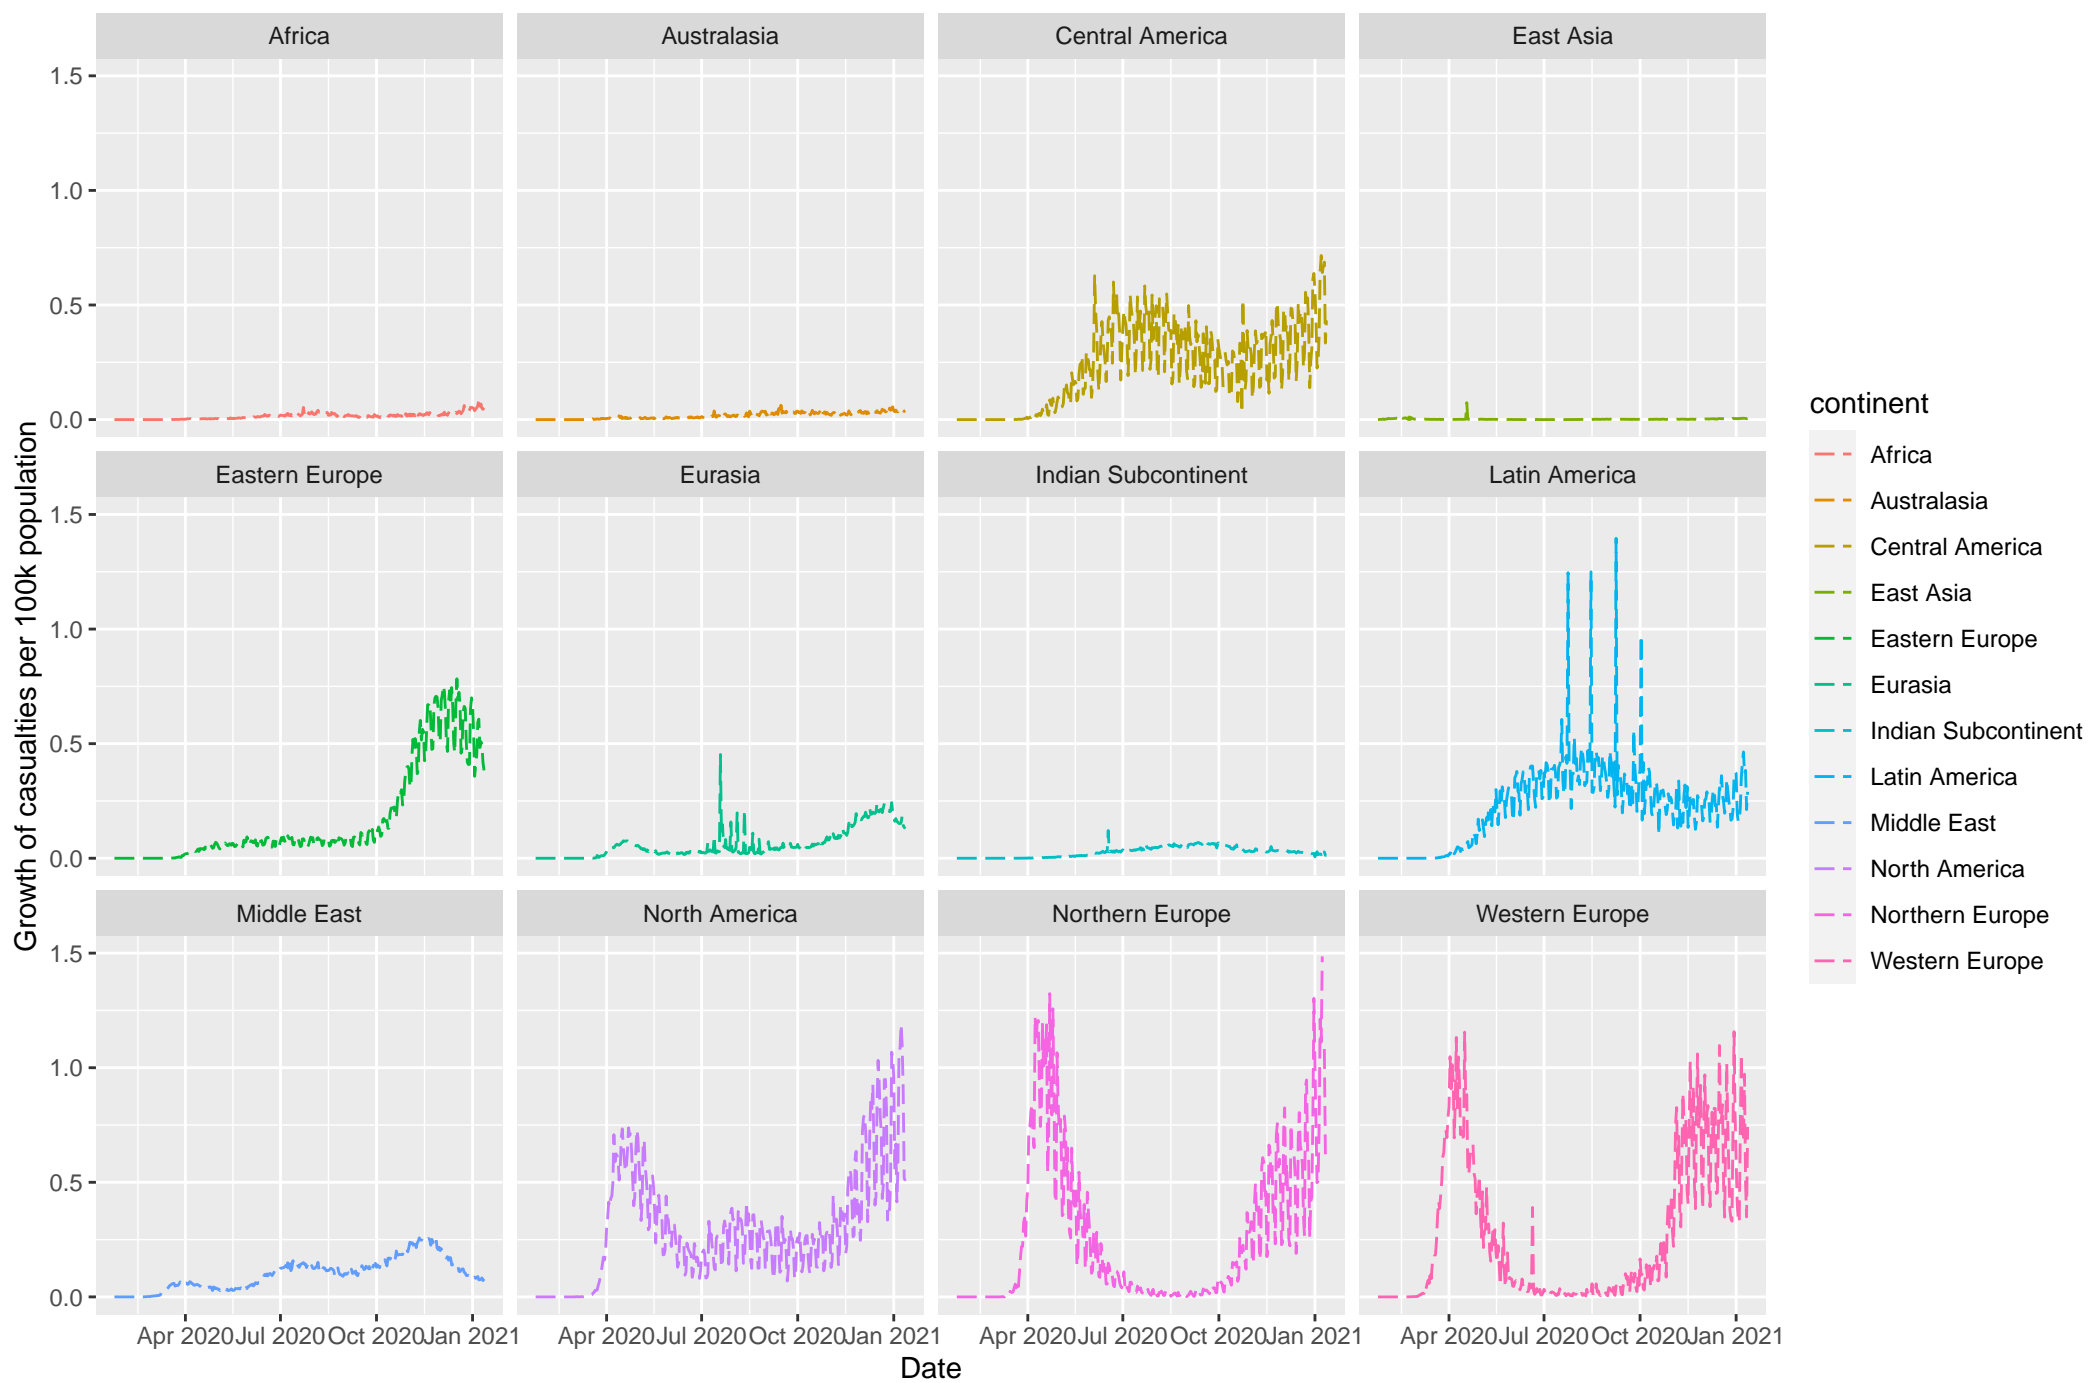 Africa
Australasia
Central America
East Asia
1.5
1.0
0.5
0.0
Eastern Europe
Eurasia
Indian Subcontinent
Latin America
1.5
1.0
0.5
0.0
Middle East
North America
Northern Europe
Western Europe
1.5
1.0
0.5
0.0
Apr 2020 Jul 2020 Oct 2020 Jan 2021
Apr 2020 Jul 2020 Oct 2020 Jan 2021
Apr 2020 Jul 2020 Oct 2020 Jan 2021
Apr 2020 Jul 2020 Oct 2020 Jan 2021
Date
Growth of casualties per 100k population
continent
Africa
Australasia
Central America
East Asia
Eastern Europe
Eurasia
Indian Subcontinent
Latin America
Middle East
North America
Northern Europe
Western Europe